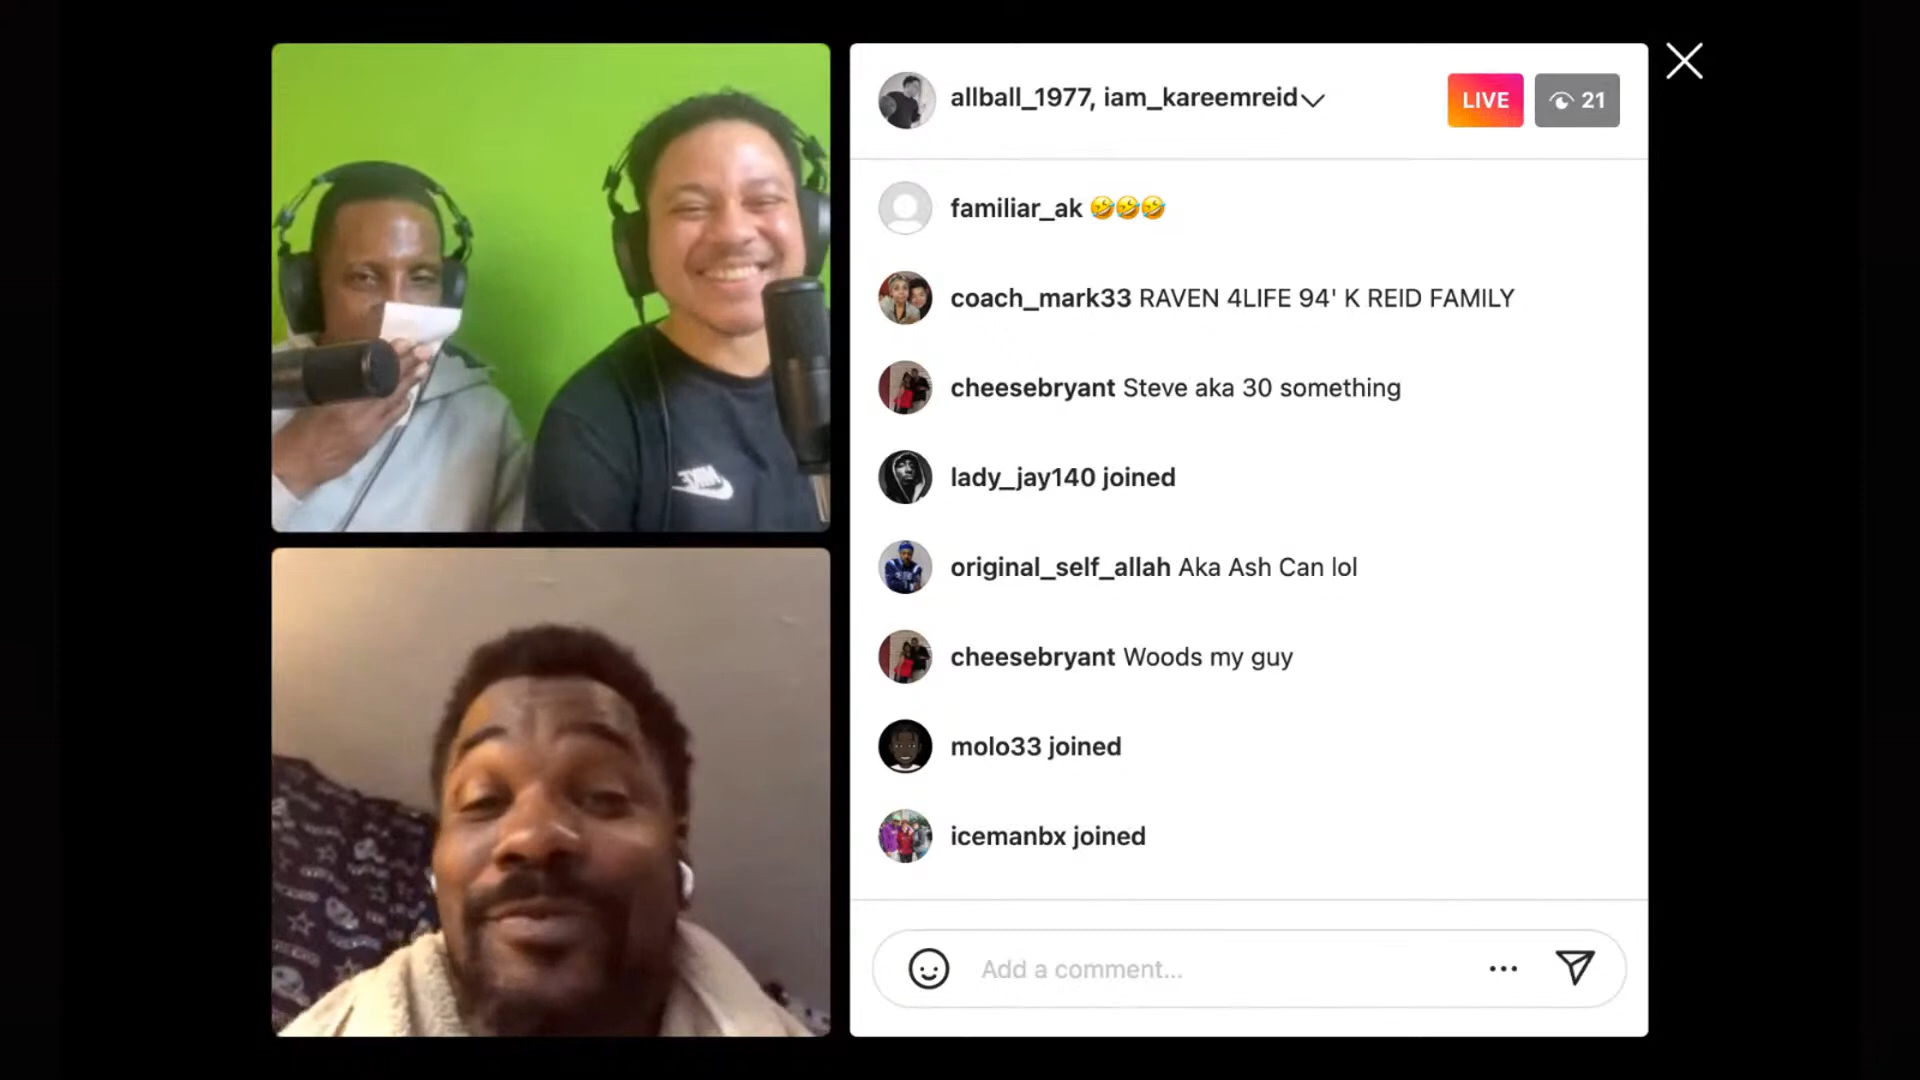 allball_1977, iam_kareemreid
LIVE
21
familiar_ak 🤣🤣🤣
coach_mark33 RAVEN 4LIFE 94' K REID FAMILY
cheesebryant Steve aka 30 something
lady_jay140 joined
original_self_allah Aka Ash Can lol
cheesebryant Woods my guy
molo33 joined
icemanbx joined
Add a comment...
NIKE